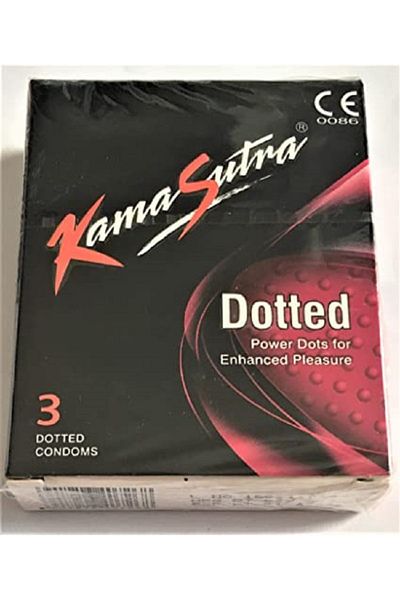 CE
0086
KamaSutra®
Dotted
Power Dots for
Enhanced Pleasure
3
DOTTED
CONDOMS